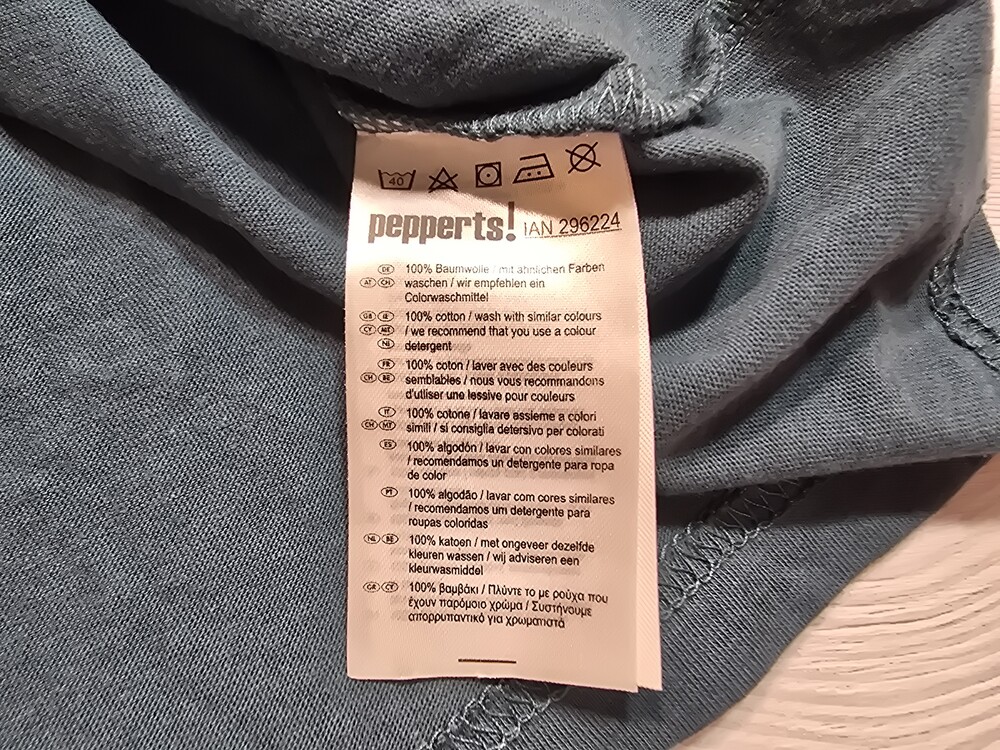 40
pepperts! IAN 296224
DE 100% Baumwolle / mit ähnlichen Farben
AT CH waschen / wir empfehlen ein
Colorwaschmittel
GB IE 100% cotton / wash with similar colours
CY MT / we recommend that you use a colour
NI detergent
FR 100% coton / laver avec des couleurs
CH BE semblables / nous vous recommandons
d'utliser une lessive pour couleurs
IT 100% cotone / lavare assieme a colori
CH MT simili / si consiglia detersivo per colorati
ES 100% algodón / lavar con colores similares
/ recomendamos un detergente para ropa
de color
PT 100% algodão / lavar com cores similares
/ recomendamos um detergente para
roupas coloridas
NL BE 100% katoen / met ongeveer dezelfde
kleuren wassen / wij adviseren een
kleurwasmiddel
GR CY 100% βαμβάκι / Πλύντε το με ρούχα που
έχουν παρόμοιο χρώμα / Συστήνουμε
απορρυπαντικό για χρωματιστά